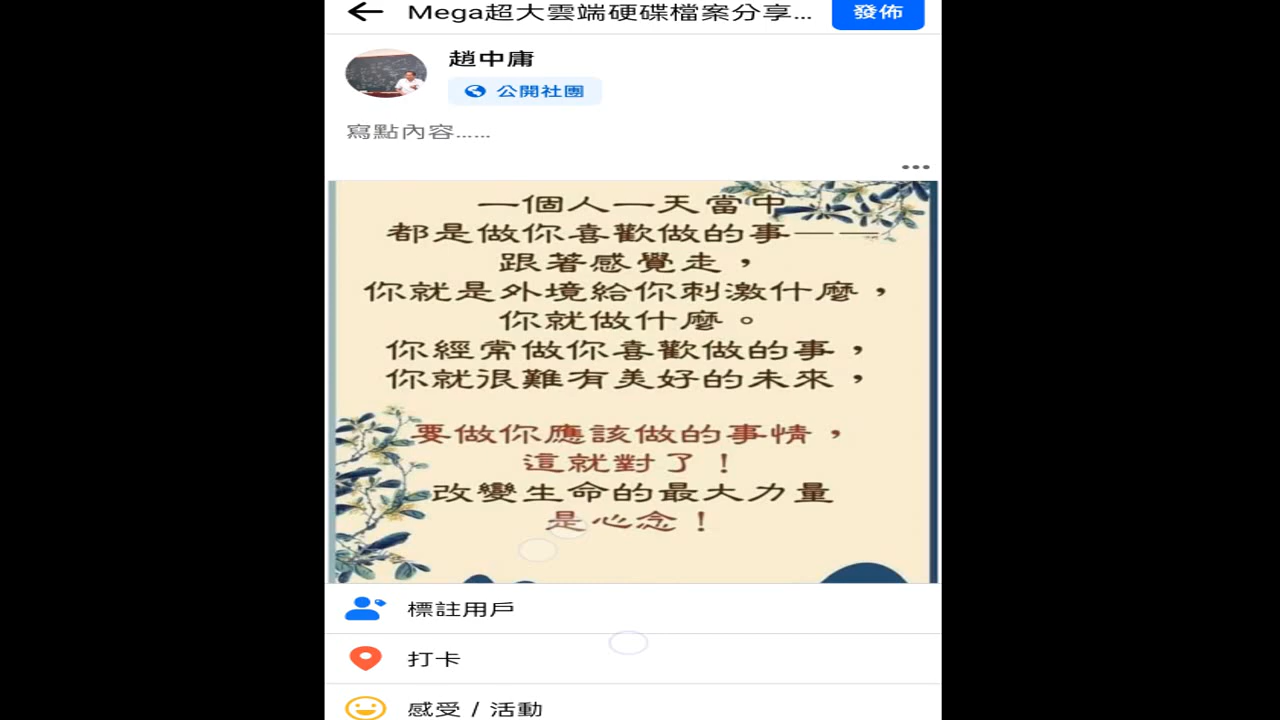 Mega超大雲端硬碟檔案分享...
發佈
趙中庸
公開社團
寫點內容……
一個人一天當中
都是做你喜歡做的事——
跟著感覺走，
你就是外境給你刺激什麼，
你就做什麼。
你經常做你喜歡做的事，
你就很難有美好的未來，
要做你應該做的事情，
這就對了！
改變生命的最大力量
是心念！
標註用戶
打卡
感受 / 活動